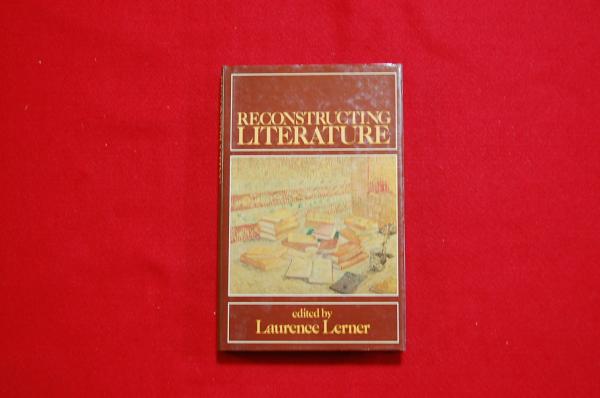 RECONSTRUCTING
LITERATURE
edited by
Laurence Lerner